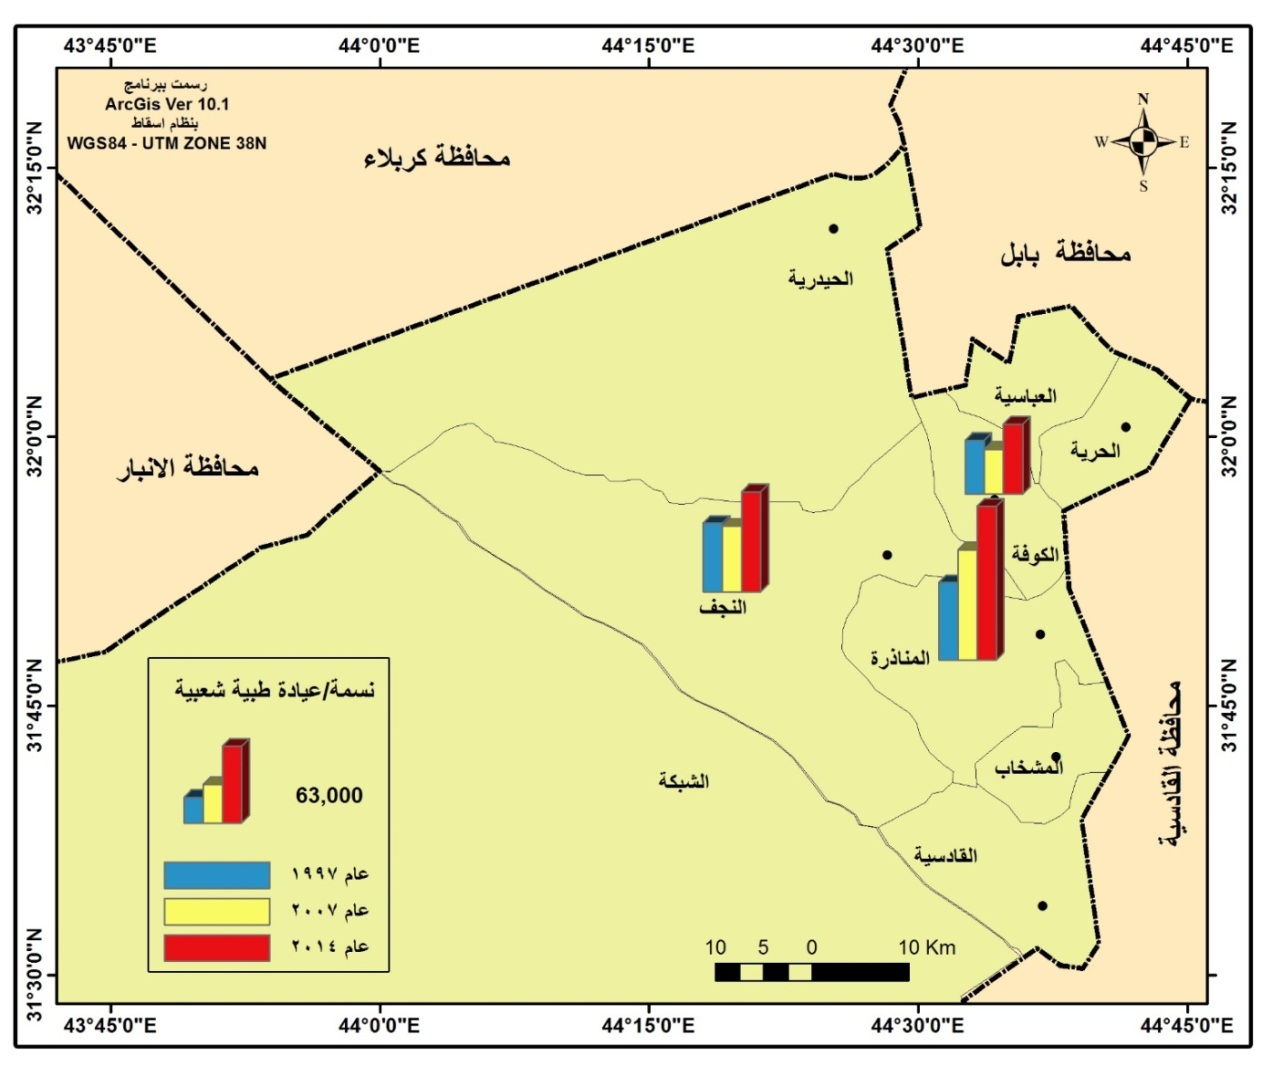 43°45'0"E 44°0'0"E 44°15'0"E 44°30'0"E 44°45'0"E
رسمت ببرنامج
ArcGis Ver 10.1
بنظام اسقاط
WGS84 - UTM ZONE 38N
N
W E
S
32°15'0"N
32°15'0"N
محافظة كربلاء
محافظة بابل
الحيدرية
العباسية
الحرية
32°0'0"N
32°0'0"N
محافظة الانبار
الكوفة
النجف
المناذرة
31°45'0"N
31°45'0"N
المشخاب
الشبكة
القادسية
محافظة القادسية
نسمة/عيادة طبية شعبية
63,000
عام ١٩٩٧
عام ٢٠٠٧
عام ٢٠١٤
10 5 0 10 Km
31°30'0"N
43°45'0"E 44°0'0"E 44°15'0"E 44°30'0"E 44°45'0"E